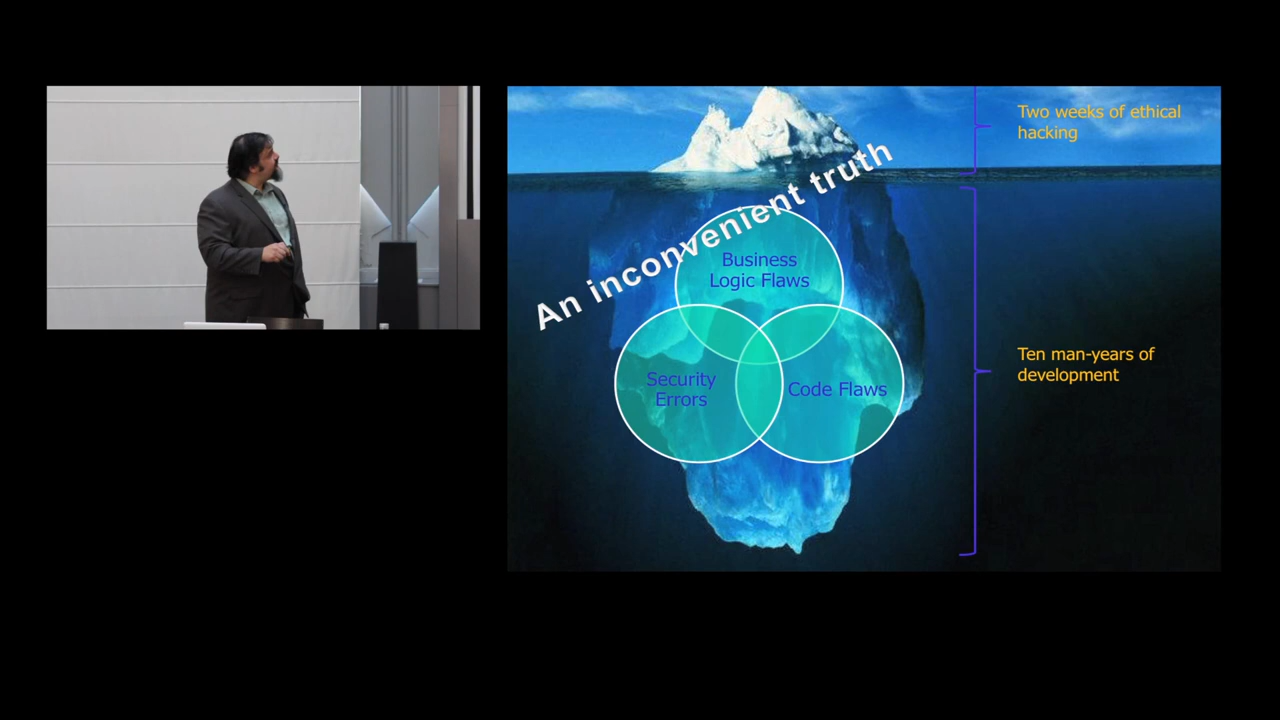 Two weeks of ethical
hacking
An inconvenient truth
Business
Logic Flaws
Security
Errors
Code Flaws
Ten man-years of
development